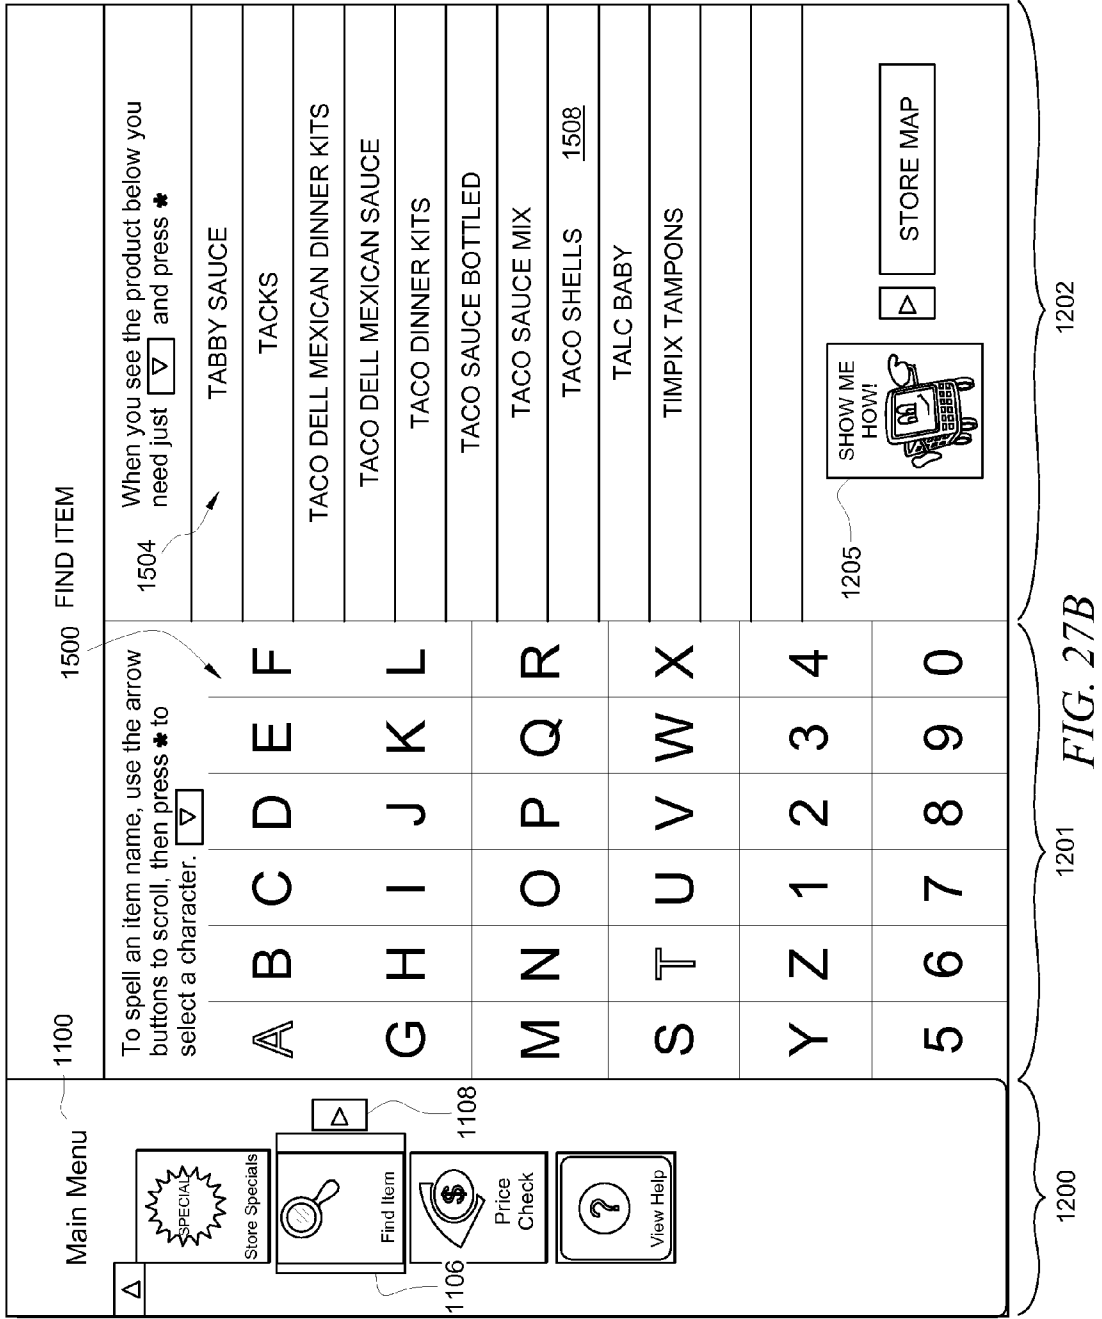 1100
Main Menu
SPECIAL
Store Specials
Find Item
1108
1106
$
Price
Check
?
View Help
1200
FIND ITEM
1500
To spell an item name, use the arrow
buttons to scroll, then press ✱ to
select a character.
A B C D E F
G H I J K L
M N O P Q R
S T U V W X
Y Z 1 2 3 4
5 6 7 8 9 0
1201
When you see the product below you
need just and press ✱
1504
TABBY SAUCE
TACKS
TACO DELL MEXICAN DINNER KITS
TACO DELL MEXICAN SAUCE
TACO DINNER KITS
TACO SAUCE BOTTLED
TACO SAUCE MIX
TACO SHELLS 1508
TALC BABY
TIMPIX TAMPONS
1205
SHOW ME
HOW!
STORE MAP
1202
FIG. 27B